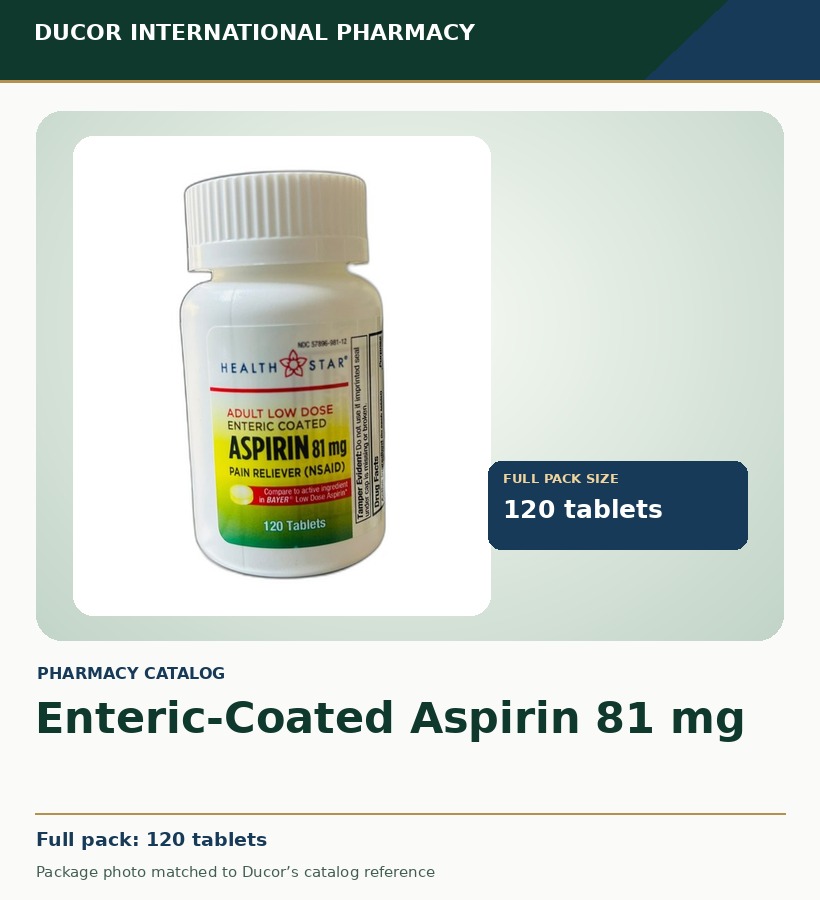 DUCOR INTERNATIONAL PHARMACY
NDC 57896-981-12
HEALTH STAR®
ADULT LOW DOSE
ENTERIC COATED
ASPIRIN 81 mg
PAIN RELIEVER (NSAID)
Compare to active ingredient
in BAYER® Low Dose Aspirin*
120 Tablets
Tamper Evident: Do not use if imprinted seal
under cap is missing or broken.
Drug Facts
FULL PACK SIZE
120 tablets
PHARMACY CATALOG
Enteric-Coated Aspirin 81 mg
Full pack: 120 tablets
Package photo matched to Ducor’s catalog reference